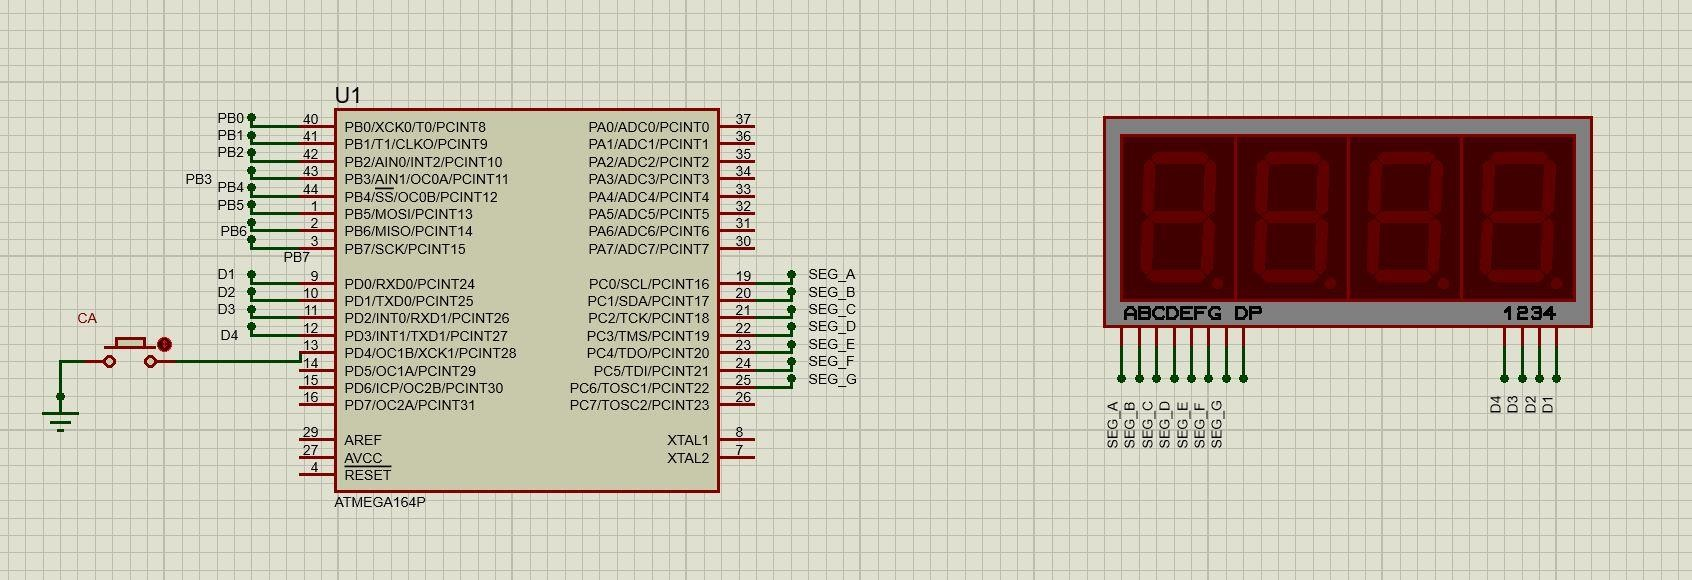 U1
PB0 40 PB0/XCK0/T0/PCINT8 PA0/ADC0/PCINT0 37
PB1 41 PB1/T1/CLKO/PCINT9 PA1/ADC1/PCINT1 36
PB2 42 PB2/AIN0/INT2/PCINT10 PA2/ADC2/PCINT2 35
PB3 43 PB3/AIN1/OC0A/PCINT11 PA3/ADC3/PCINT3 34
PB4 44 PB4/SS/OC0B/PCINT12 PA4/ADC4/PCINT4 33
PB5 1 PB5/MOSI/PCINT13 PA5/ADC5/PCINT5 32
PB6 2 PB6/MISO/PCINT14 PA6/ADC6/PCINT6 31
PB7 3 PB7/SCK/PCINT15 PA7/ADC7/PCINT7 30
D1 9 PD0/RXD0/PCINT24 PC0/SCL/PCINT16 19 SEG_A
D2 10 PD1/TXD0/PCINT25 PC1/SDA/PCINT17 20 SEG_B
D3 11 PD2/INT0/RXD1/PCINT26 PC2/TCK/PCINT18 21 SEG_C
D4 12 PD3/INT1/TXD1/PCINT27 PC3/TMS/PCINT19 22 SEG_D
13 PD4/OC1B/XCK1/PCINT28 PC4/TDO/PCINT20 23 SEG_E
14 PD5/OC1A/PCINT29 PC5/TDI/PCINT21 24 SEG_F
15 PD6/ICP/OC2B/PCINT30 PC6/TOSC1/PCINT22 25 SEG_G
16 PD7/OC2A/PCINT31 PC7/TOSC2/PCINT23 26
29 AREF XTAL1 8
27 AVCC XTAL2 7
4 RESET
ATMEGA164P
CA
ABCDEFG DP 1234
SEG_A
SEG_B
SEG_C
SEG_D
SEG_E
SEG_F
SEG_G
D4
D3
D2
D1